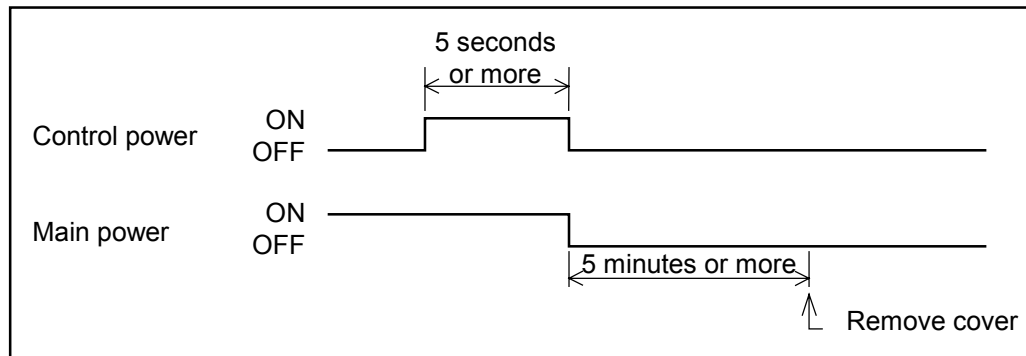 5 seconds
or more
Control power
ON
OFF
Main power
ON
OFF
5 minutes or more
Remove cover